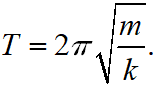 T = 2π√(m/k).